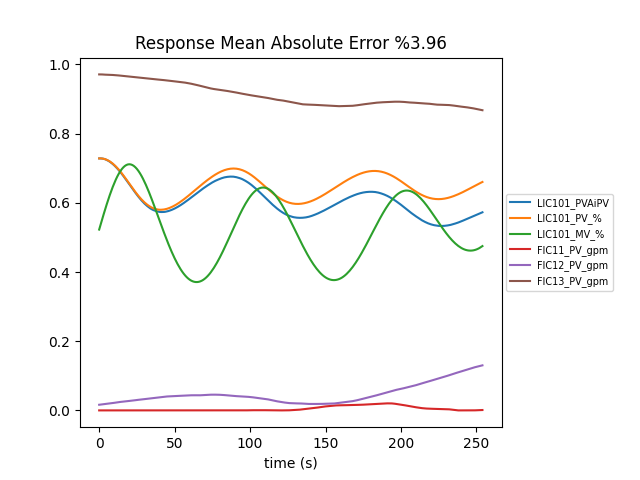 Response Mean Absolute Error %3.96
1.0
0.8
0.6
0.4
0.2
0.0
0 50 100 150 200 250
time (s)
LIC101_PVAiPV
LIC101_PV_%
LIC101_MV_%
FIC11_PV_gpm
FIC12_PV_gpm
FIC13_PV_gpm